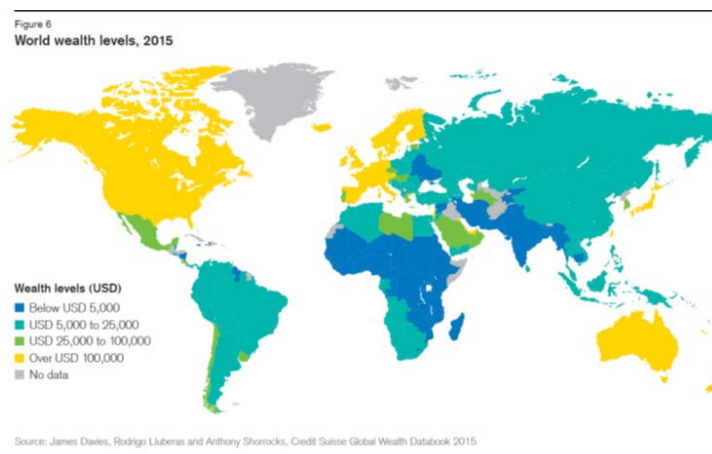 Figure 6
World wealth levels, 2015
Wealth levels (USD)
Below USD 5,000
USD 5,000 to 25,000
USD 25,000 to 100,000
Over USD 100,000
No data
Source: James Davies, Rodrigo Lluberas and Anthony Shorrocks, Credit Suisse Global Wealth Databook 2015